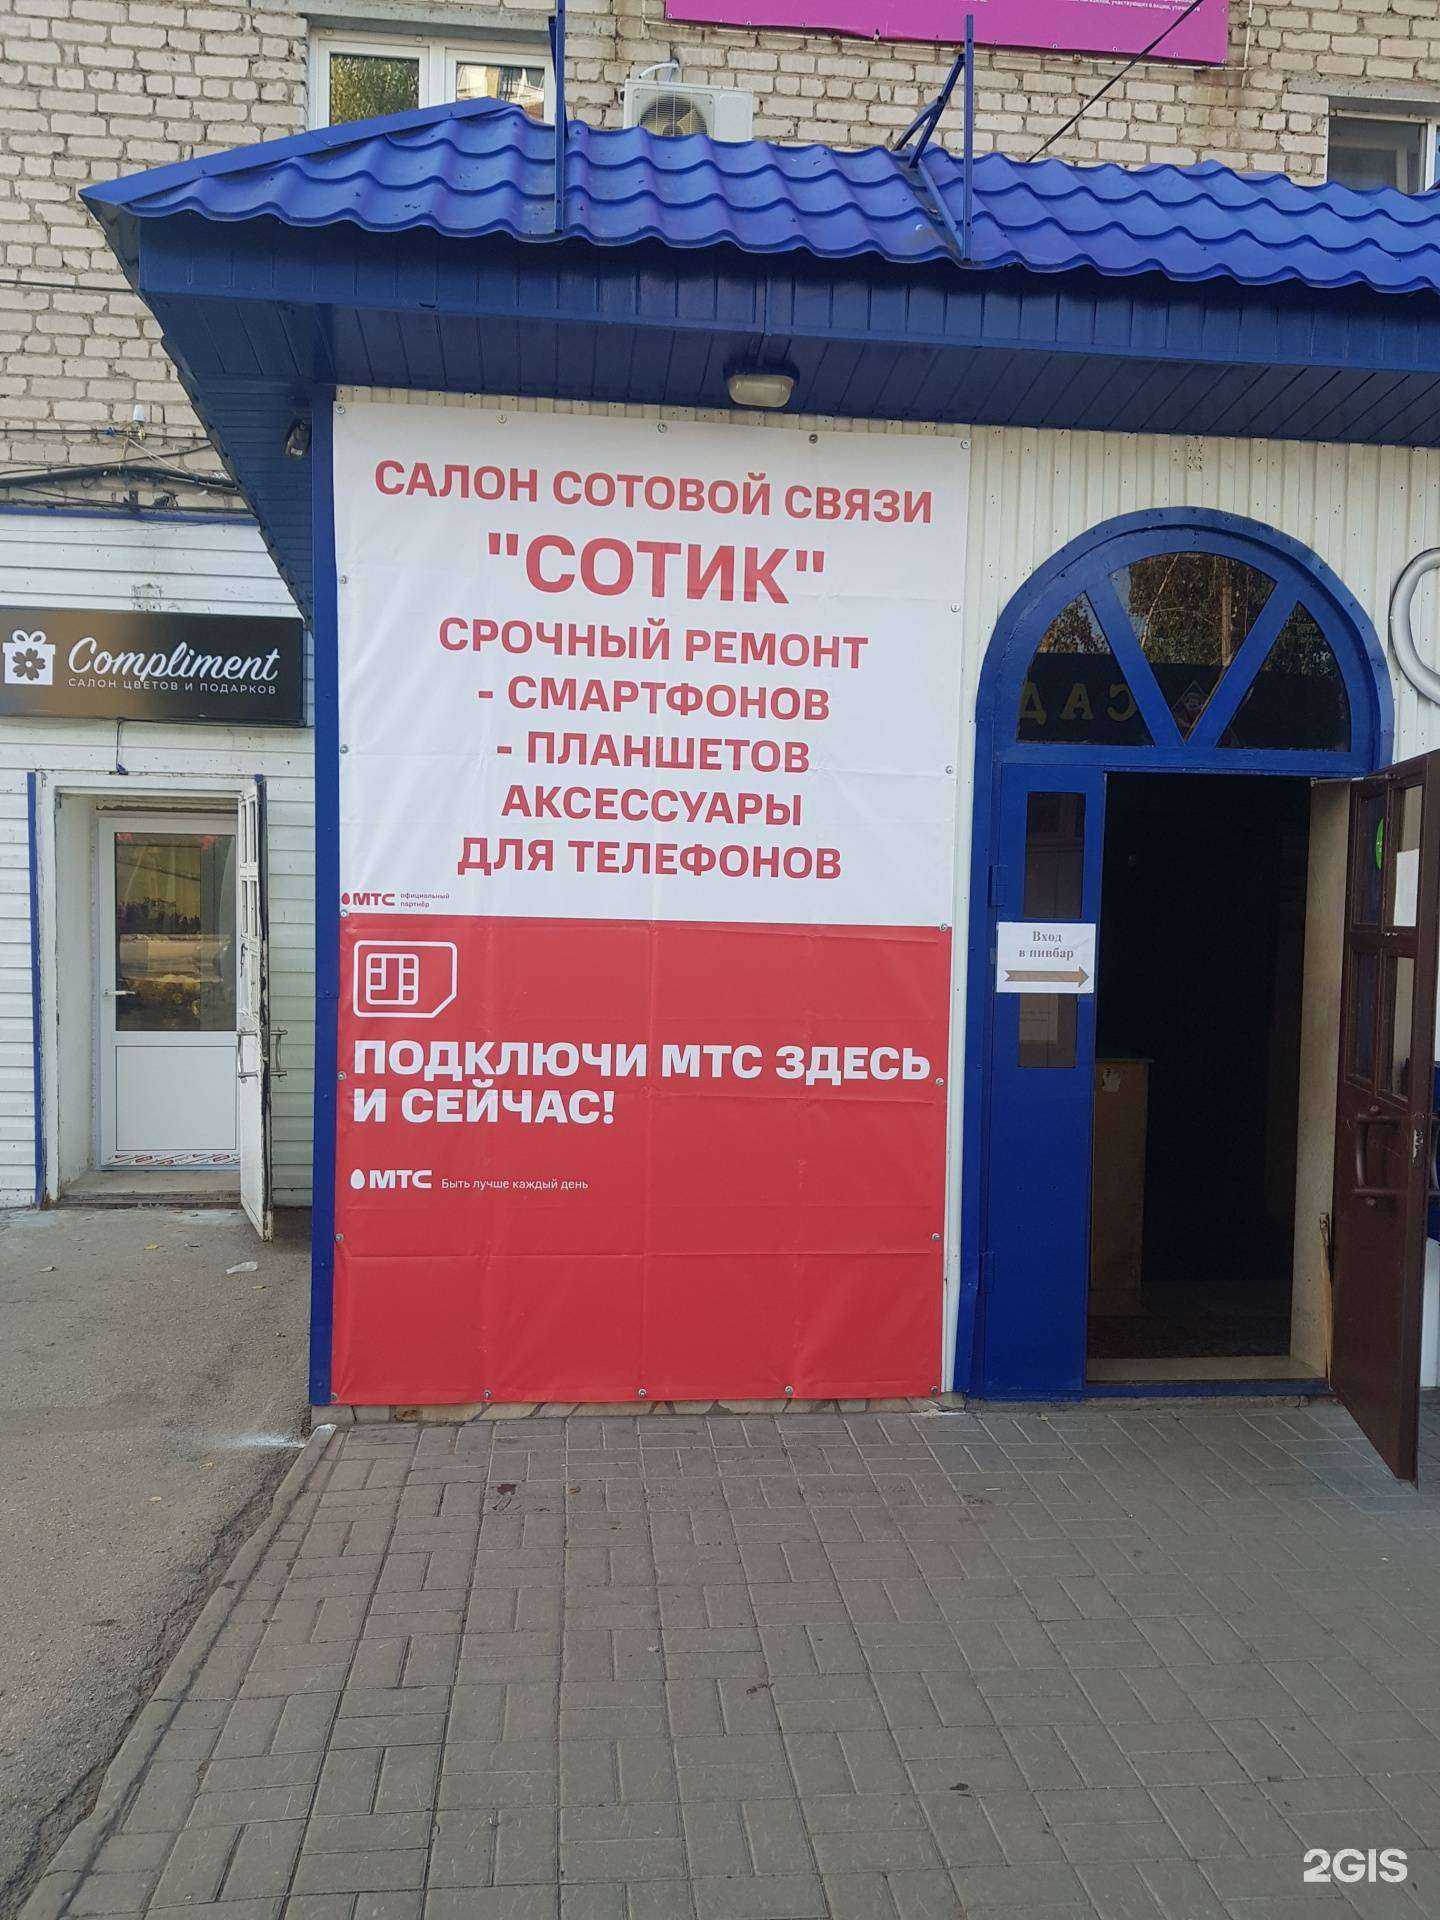 САЛОН СОТОВОЙ СВЯЗИ
"СОТИК"
СРОЧНЫЙ РЕМОНТ
- СМАРТФОНОВ
- ПЛАНШЕТОВ
АКСЕССУАРЫ
ДЛЯ ТЕЛЕФОНОВ
МТС официальный
партнёр
ПОДКЛЮЧИ МТС ЗДЕСЬ
И СЕЙЧАС!
МТС Быть лучше каждый день
Compliment
САЛОН ЦВЕТОВ И ПОДАРКОВ
Вход
в пивбар
2GIS